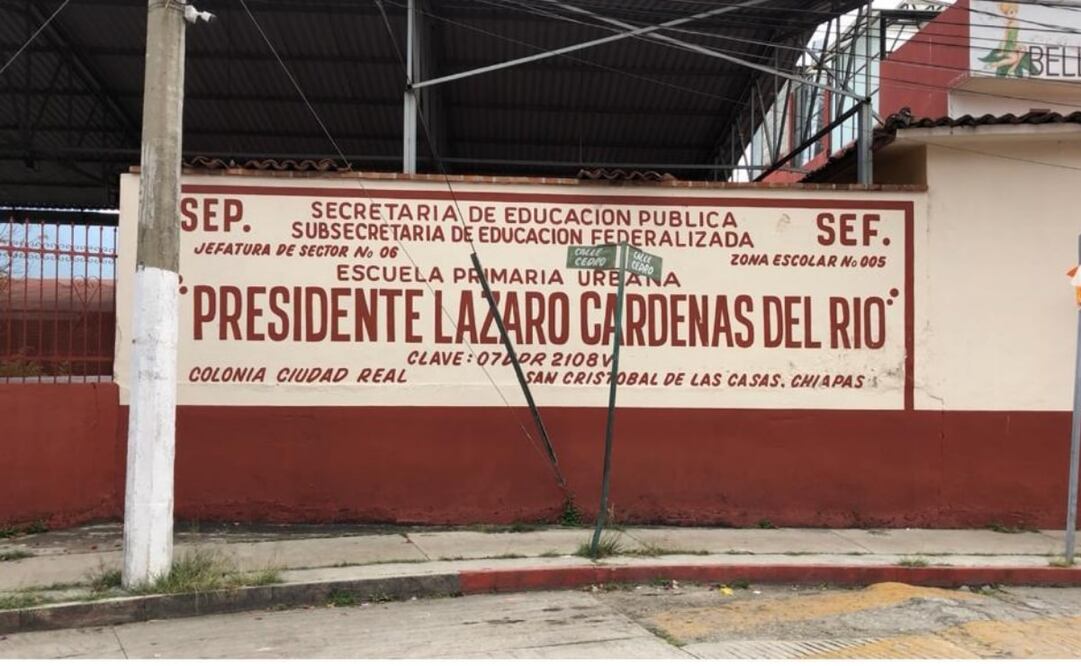 SEP.
SECRETARIA DE EDUCACION PUBLICA
SEF.
SUBSECRETARIA DE EDUCACION FEDERALIZADA
JEFATURA DE SECTOR No 06
ZONA ESCOLAR No 005
ESCUELA PRIMARIA URBANA
"PRESIDENTE LAZARO CARDENAS DEL RIO"
CLAVE: 07DPR 2108V
COLONIA CIUDAD REAL
SAN CRISTOBAL DE LAS CASAS. CHIAPAS
CALLE
CEDRO
CALLE
CEDRO